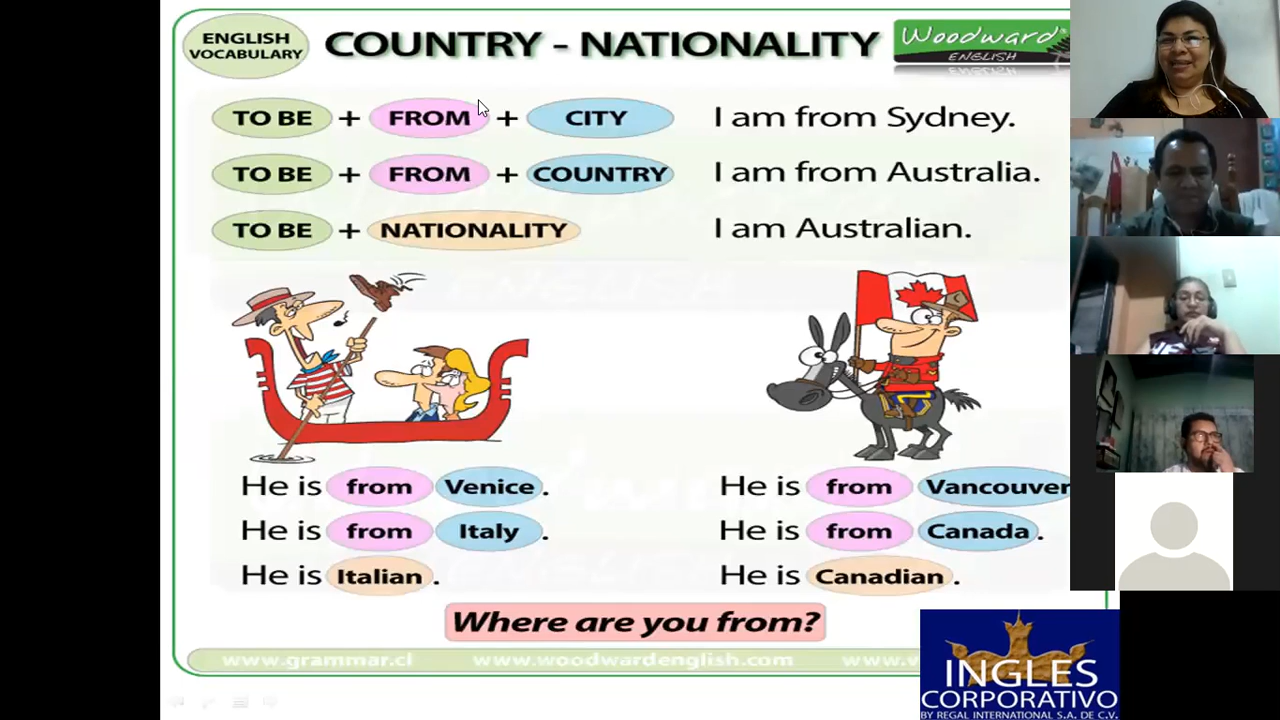 ENGLISH
VOCABULARY
COUNTRY - NATIONALITY
Woodward
ENGLISH
TO BE + FROM + CITY I am from Sydney.
TO BE + FROM + COUNTRY I am from Australia.
TO BE + NATIONALITY I am Australian.
He is from Venice. He is from Vancouver
He is from Italy. He is from Canada.
He is Italian. He is Canadian.
Where are you from?
www.grammar.cl www.woodwardenglish.com
INGLES
CORPORATIVO
BY REGAL INTERNATIONAL S.A. DE C.V.